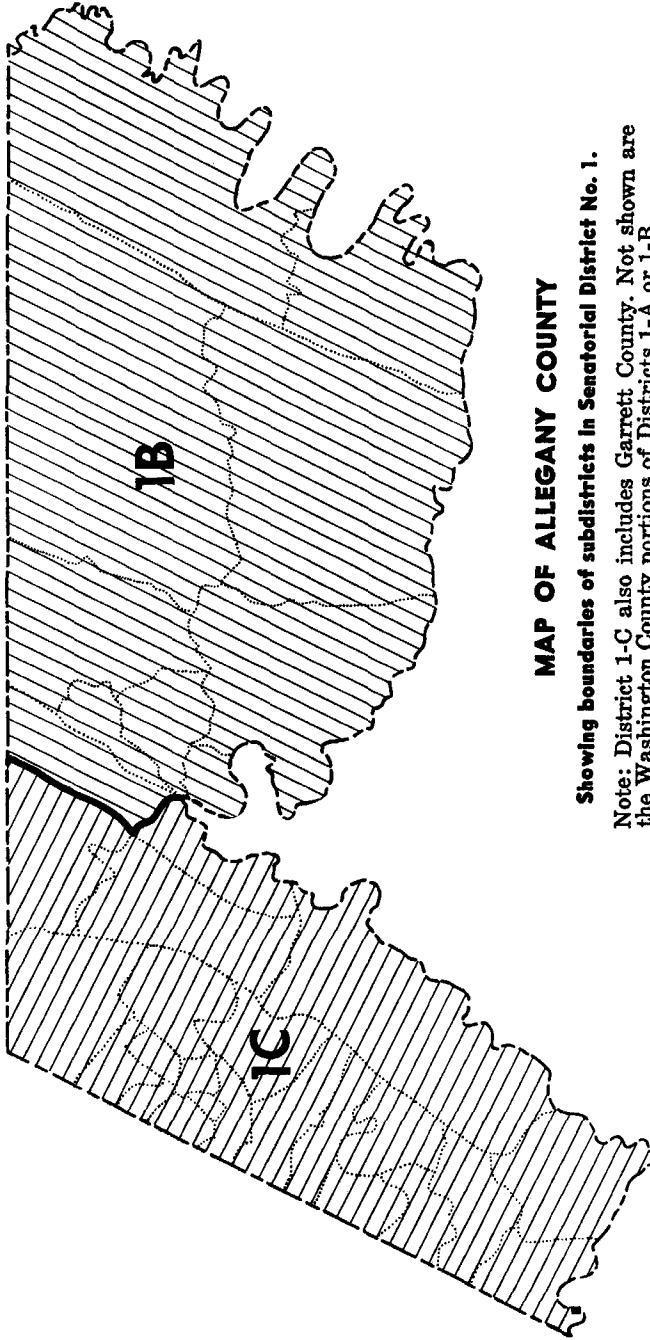 1B
1C
MAP OF ALLEGANY COUNTY
Showing boundaries of subdistricts in Senatorial District No. 1.
Note: District 1-C also includes Garrett County. Not shown are
the Washington County portions of Districts 1-A or 1-B